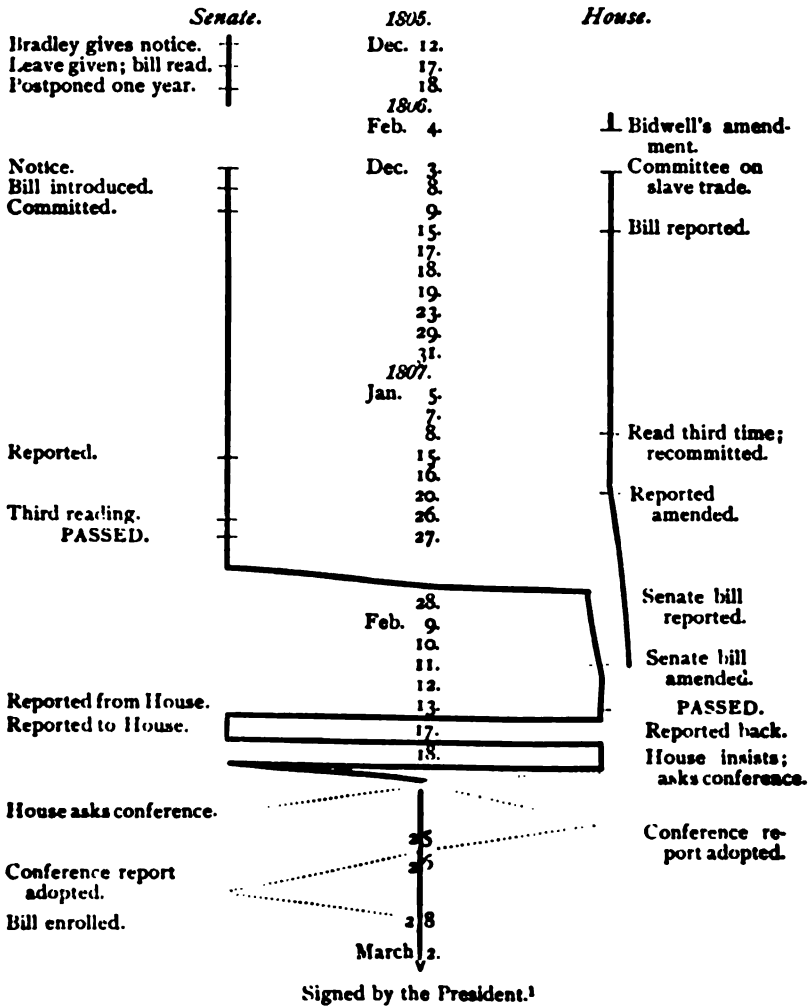 Senate. 1805. House.
Bradley gives notice. Dec. 12.
Leave given; bill read. 17.
Postponed one year. 18.
1806.
Feb. 4. Bidwell's amend-
ment.
Notice. Dec. 3. Committee on
Bill introduced. 8. slave trade.
Committed. 9.
15. Bill reported.
17.
18.
19.
23.
29.
31.
1807.
Jan. 5.
7.
8. Read third time;
Reported. 15. recommitted.
16.
20. Reported
Third reading. 26. amended.
PASSED. 27.
28. Senate bill
Feb. 9. reported.
10.
11. Senate bill
12. amended.
Reported from House. 13. PASSED.
Reported to House. 17. Reported back.
18. House insists;
asks conference.
House asks conference.
25 Conference re-
26 port adopted.
Conference report
adopted.
Bill enrolled. 28
March 2.
Signed by the President.¹